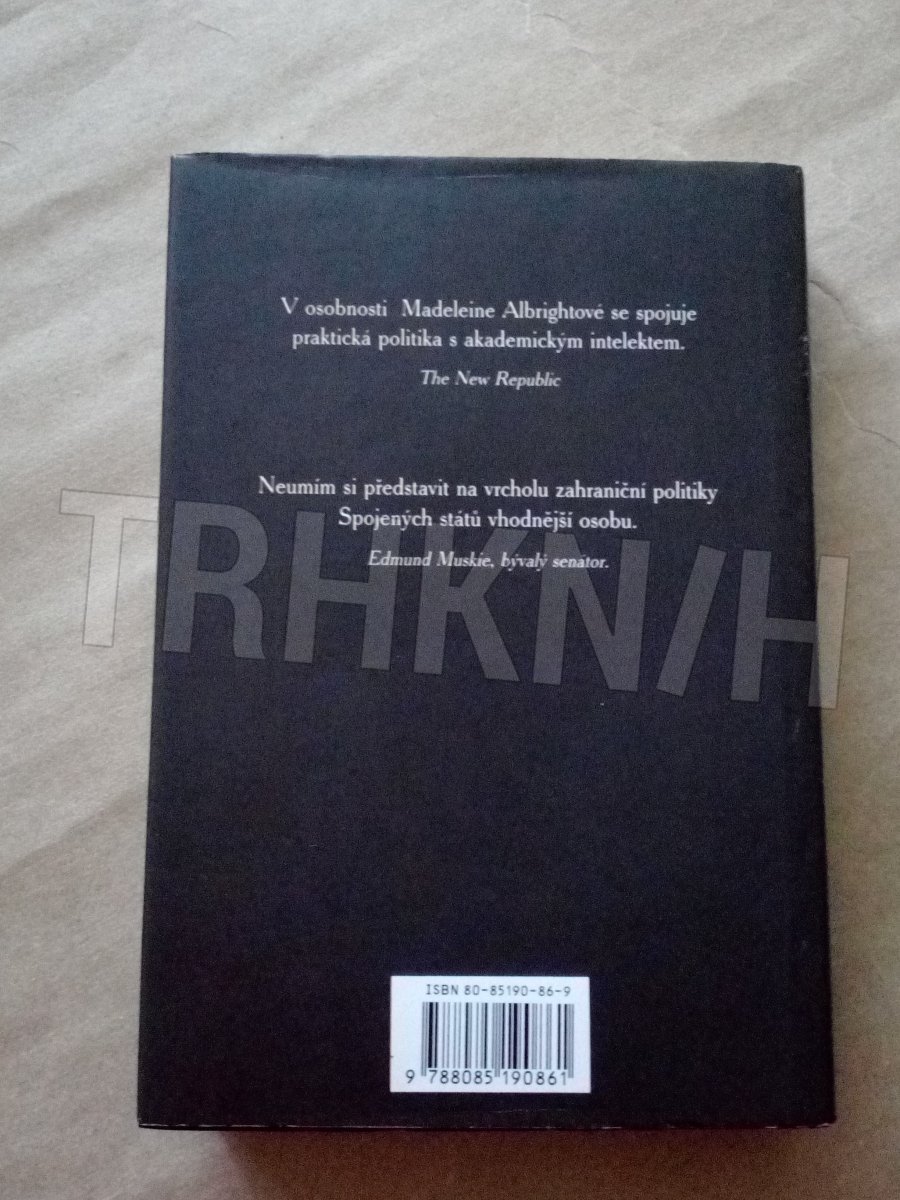 V osobnosti Madeleine Albrightové se spojuje
praktická politika s akademickým intelektem.
The New Republic
Neumím si představit na vrcholu zahraniční politiky
Spojených států vhodnější osobu.
Edmund Muskie, bývalý senátor.
TRHKN/H
ISBN 80-85190-86-9
9 788085 190861